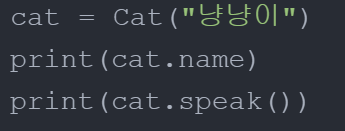 cat = Cat("냥냥이")
print(cat.name)
print(cat.speak())